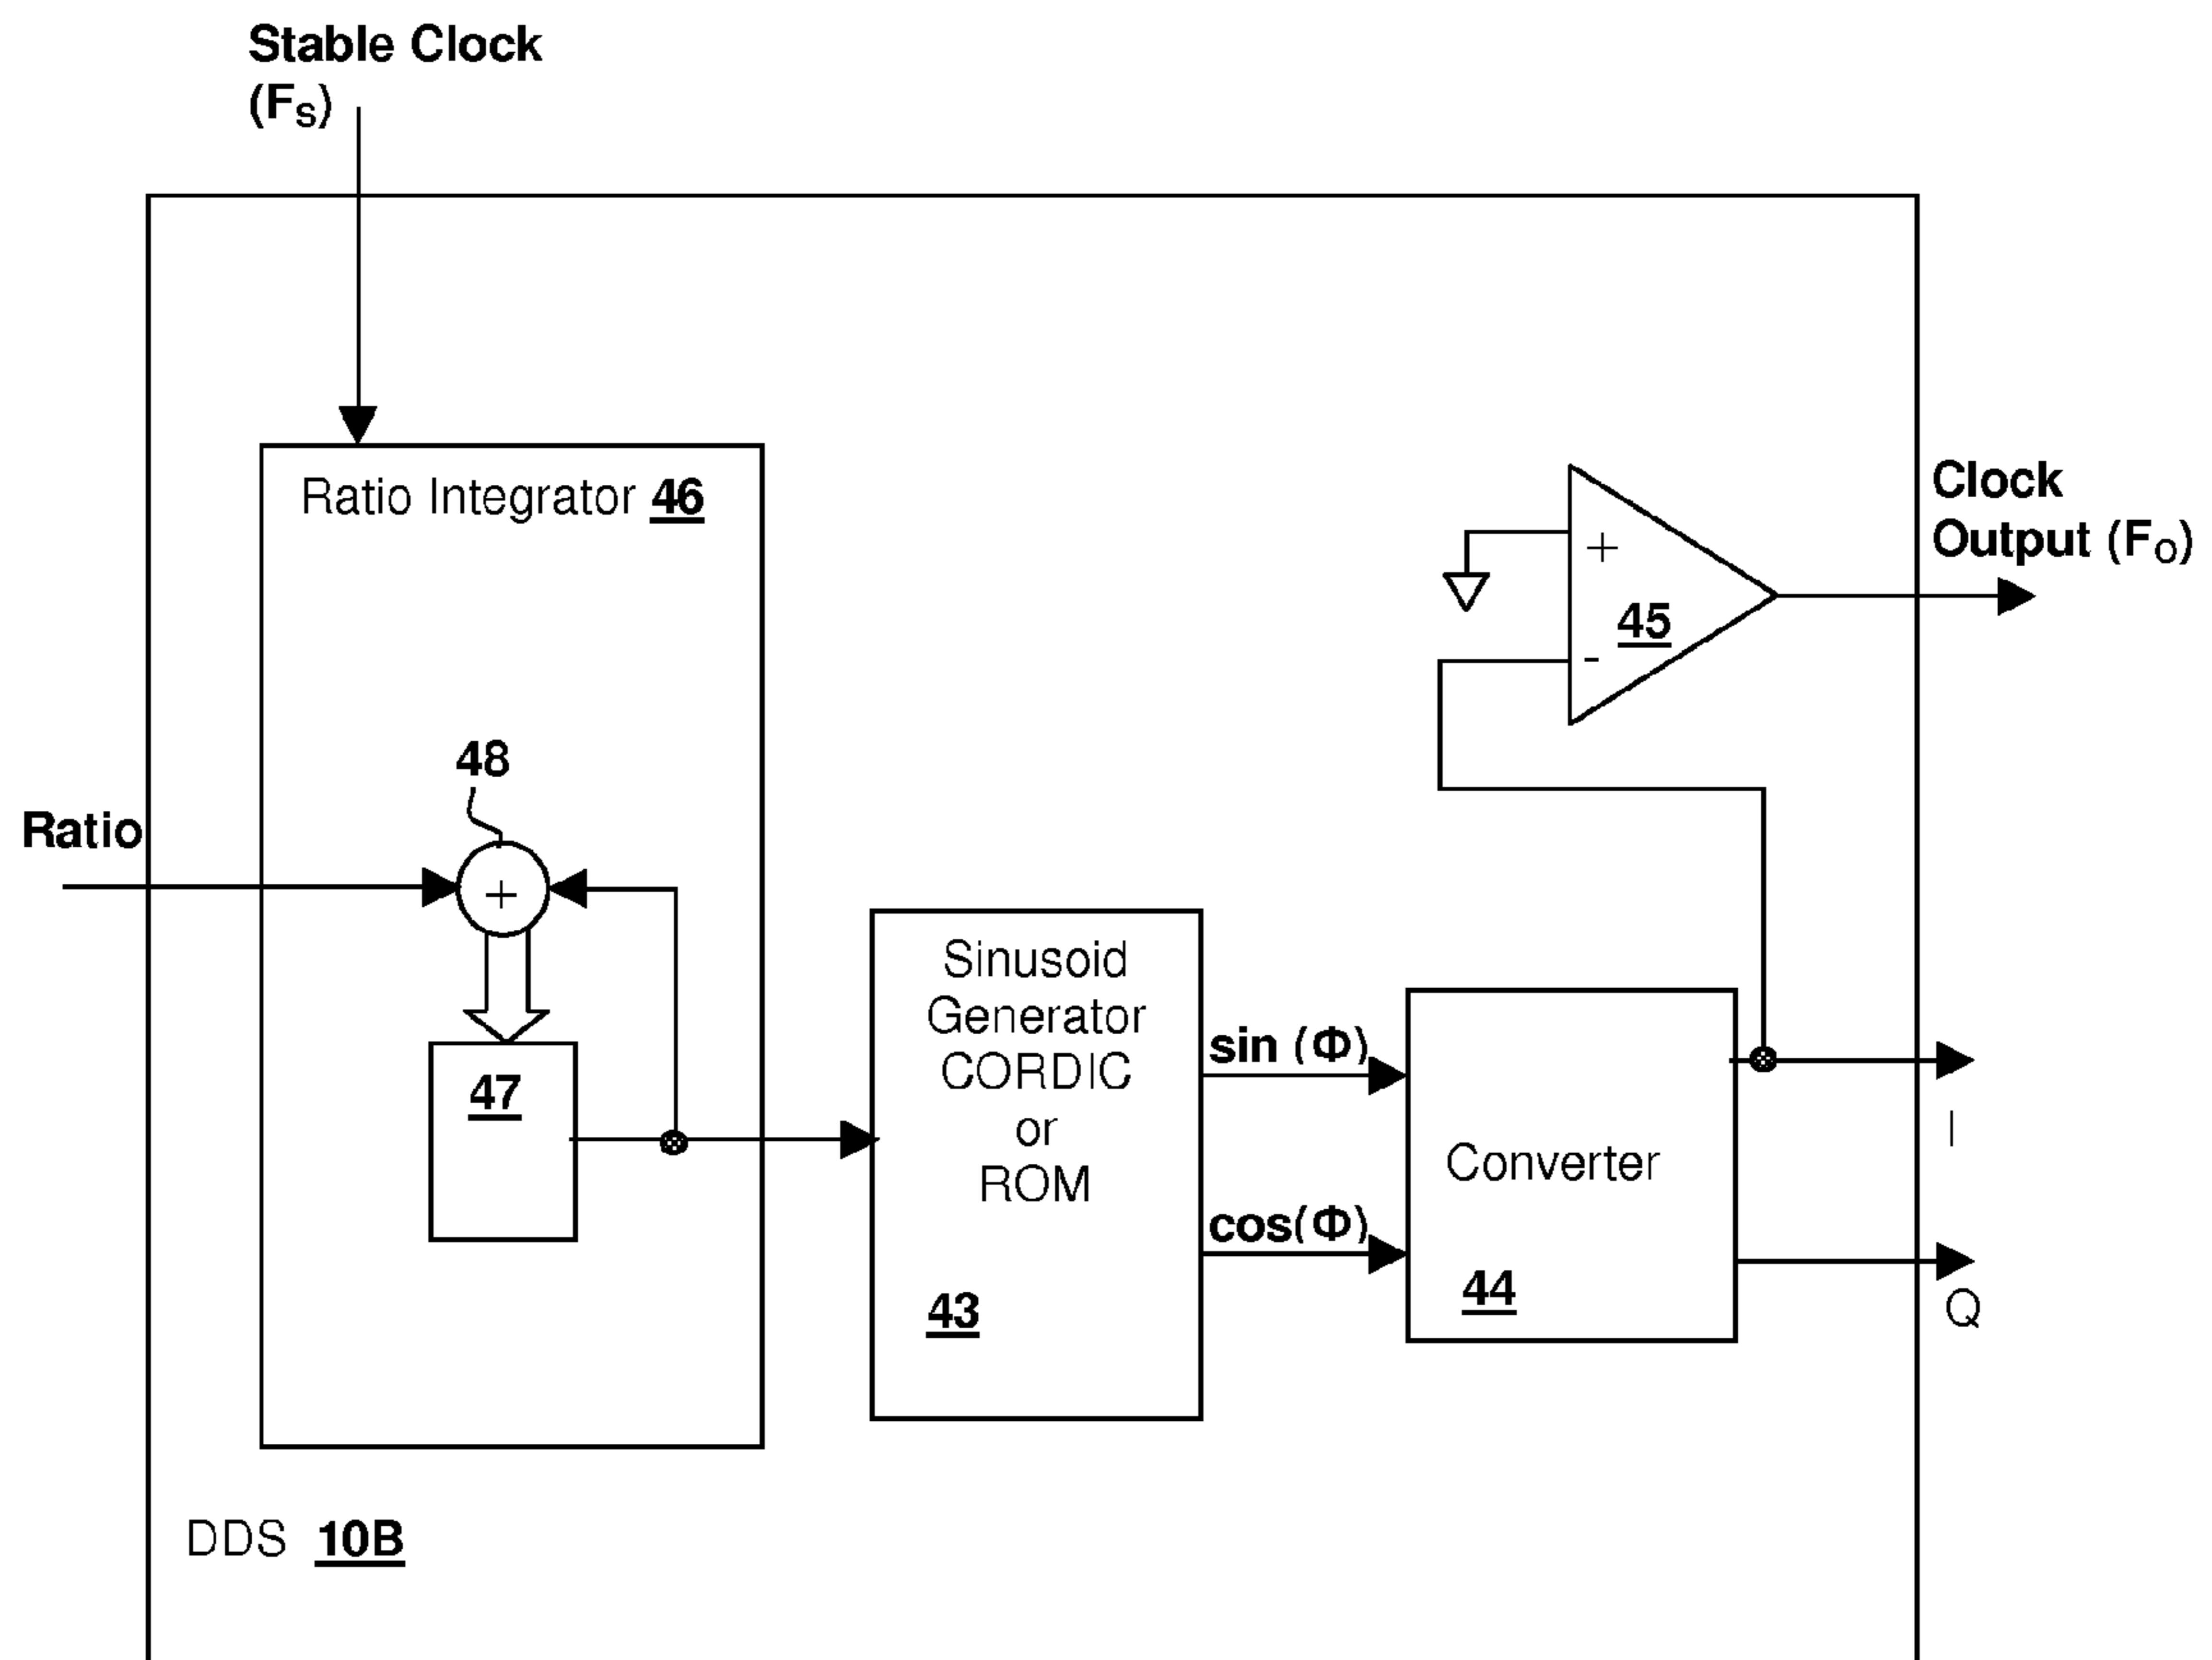 Stable Clock
(FS)
Ratio Integrator 46
Clock
Output (FO)
+
45
-
48
Ratio
+
47
Sinusoid
Generator
CORDIC
or
ROM
43
sin (Φ)
cos(Φ)
Converter
44
I
Q
DDS 10B